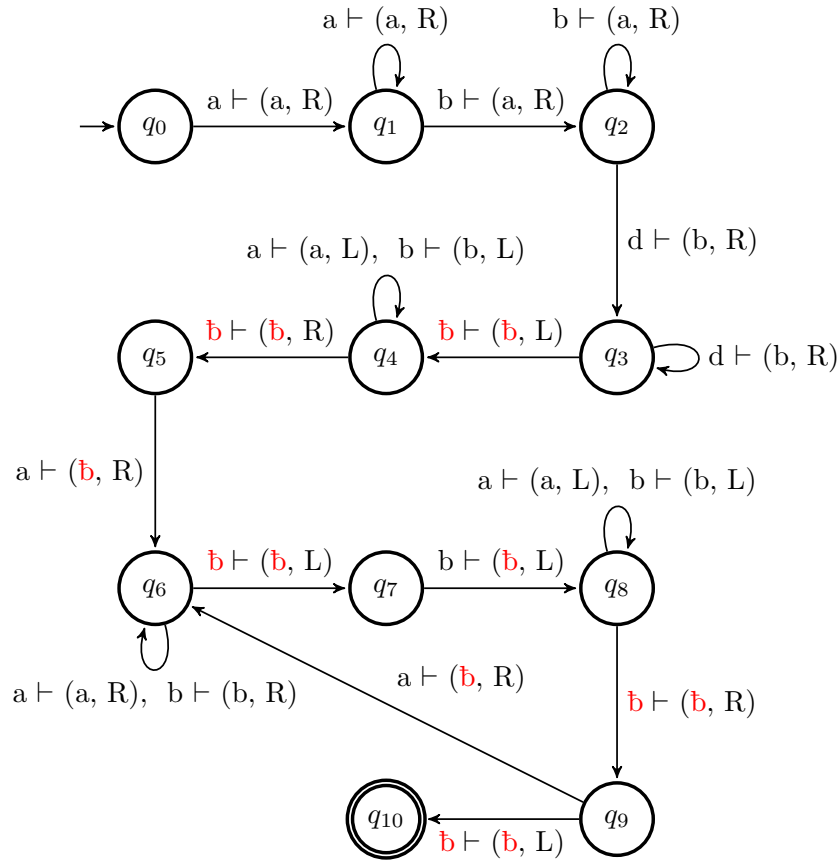 a ⊢ (a, R) b ⊢ (a, R)
q₀ a ⊢ (a, R) q₁ b ⊢ (a, R) q₂
d ⊢ (b, R)
a ⊢ (a, L), b ⊢ (b, L)
q₅ ƀ ⊢ (ƀ, R) q₄ ƀ ⊢ (ƀ, L) q₃ d ⊢ (b, R)
a ⊢ (ƀ, R)
a ⊢ (a, L), b ⊢ (b, L)
q₆ ƀ ⊢ (ƀ, L) q₇ b ⊢ (ƀ, L) q₈
a ⊢ (a, R), b ⊢ (b, R) a ⊢ (ƀ, R) ƀ ⊢ (ƀ, R)
q₁₀ ƀ ⊢ (ƀ, L) q₉